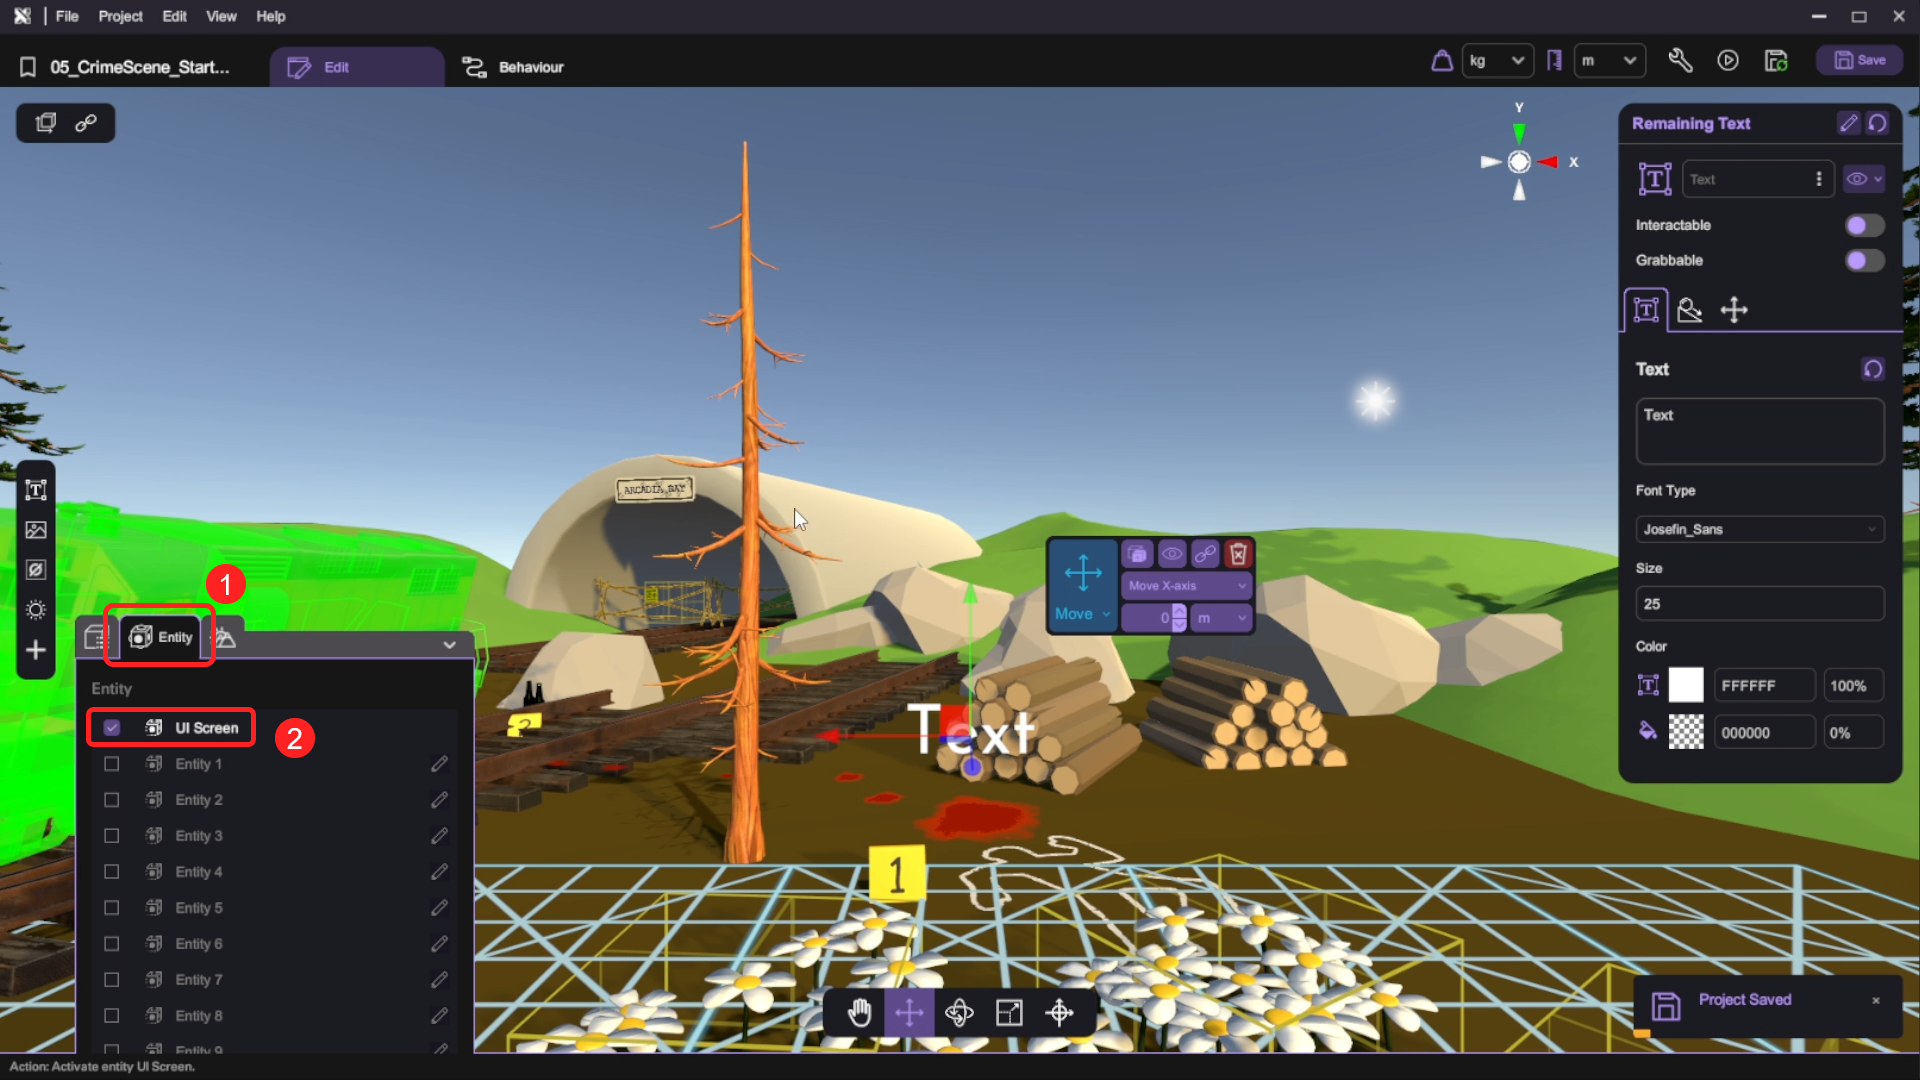 File Project Edit View Help
05_CrimeScene_Start... Edit Behaviour kg m Save
Y
X
Remaining Text
Text
Interactable
Grabbable
Text
Text
Font Type
Josefin_Sans
Size
25
Color
FFFFFF 100%
000000 0%
ARCADIA BAY
Move X-axis
Move 0 m
Text
2
1
1
Entity
Entity
UI Screen
2
Entity 1
Entity 2
Entity 3
Entity 4
Entity 5
Entity 6
Entity 7
Entity 8
Entity 9
Project Saved
Action: Activate entity UI Screen.